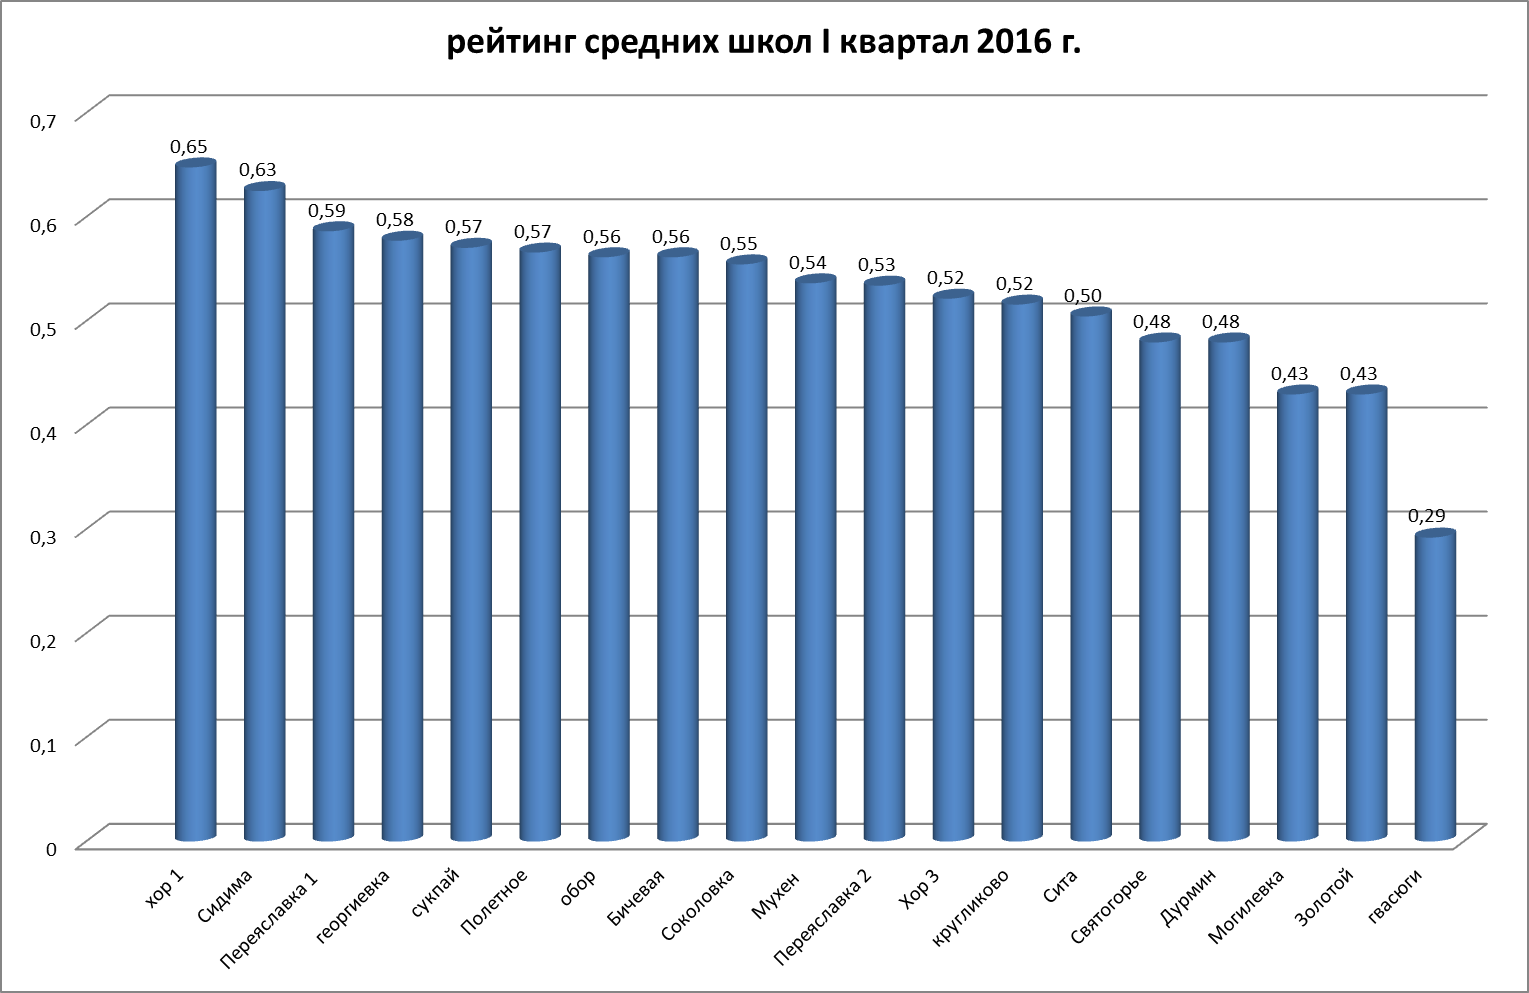 рейтинг средних школ I квартал 2016 г.
0,7
0,6
0,5
0,4
0,3
0,2
0,1
0
0,65
0,63
0,59
0,58
0,57
0,57
0,56
0,56
0,55
0,54
0,53
0,52
0,52
0,50
0,48
0,48
0,43
0,43
0,29
хор 1
Сидима
Переяславка 1
георгиевка
сукпай
Полетное
обор
Бичевая
Соколовка
Мухен
Переяславка 2
Хор 3
кругликово
Сита
Святогорье
Дурмин
Могилевка
Золотой
гвасюги